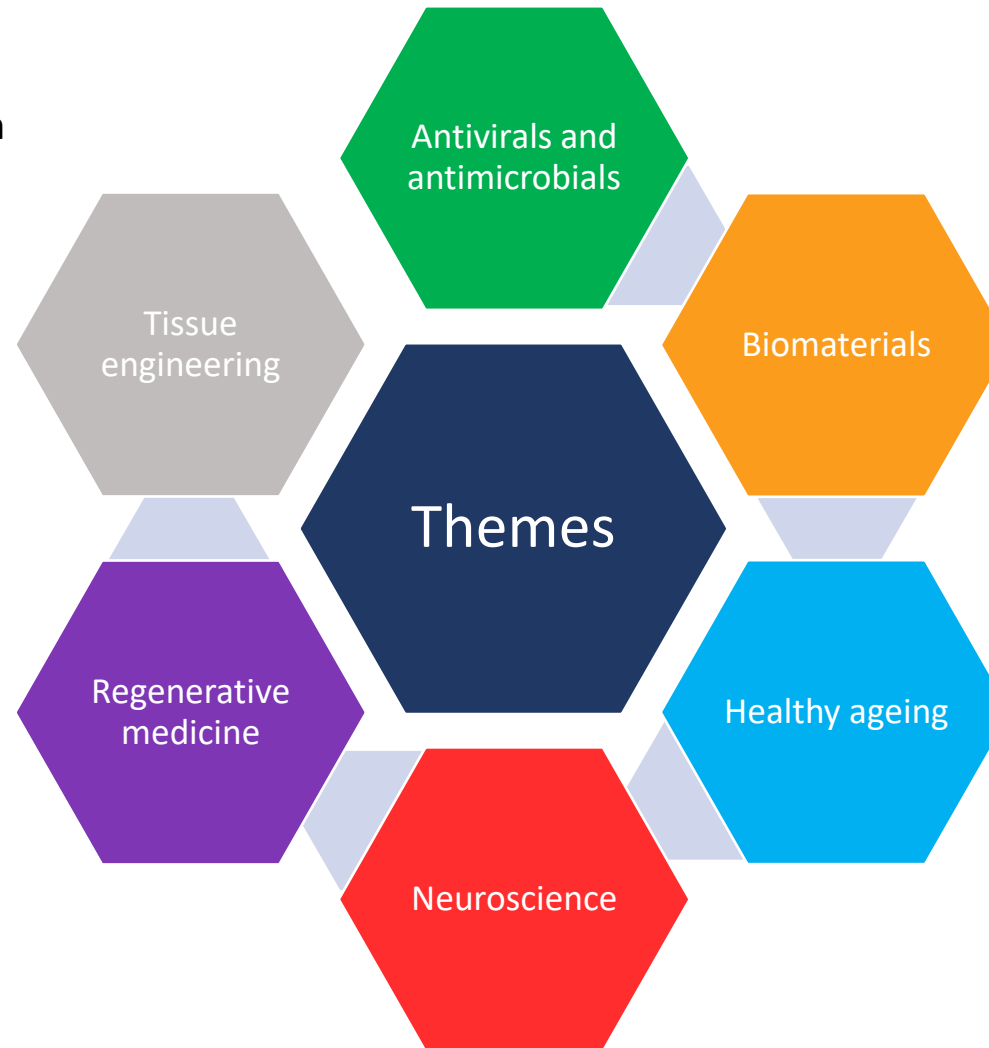 Antivirals and
antimicrobials
Tissue
engineering
Biomaterials
Themes
Regenerative
medicine
Healthy ageing
Neuroscience